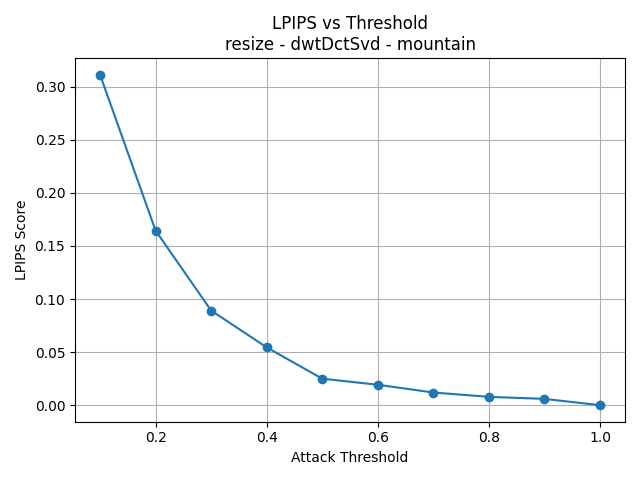 LPIPS vs Threshold
resize - dwtDctSvd - mountain
LPIPS Score
0.30
0.25
0.20
0.15
0.10
0.05
0.00
0.2 0.4 0.6 0.8 1.0
Attack Threshold